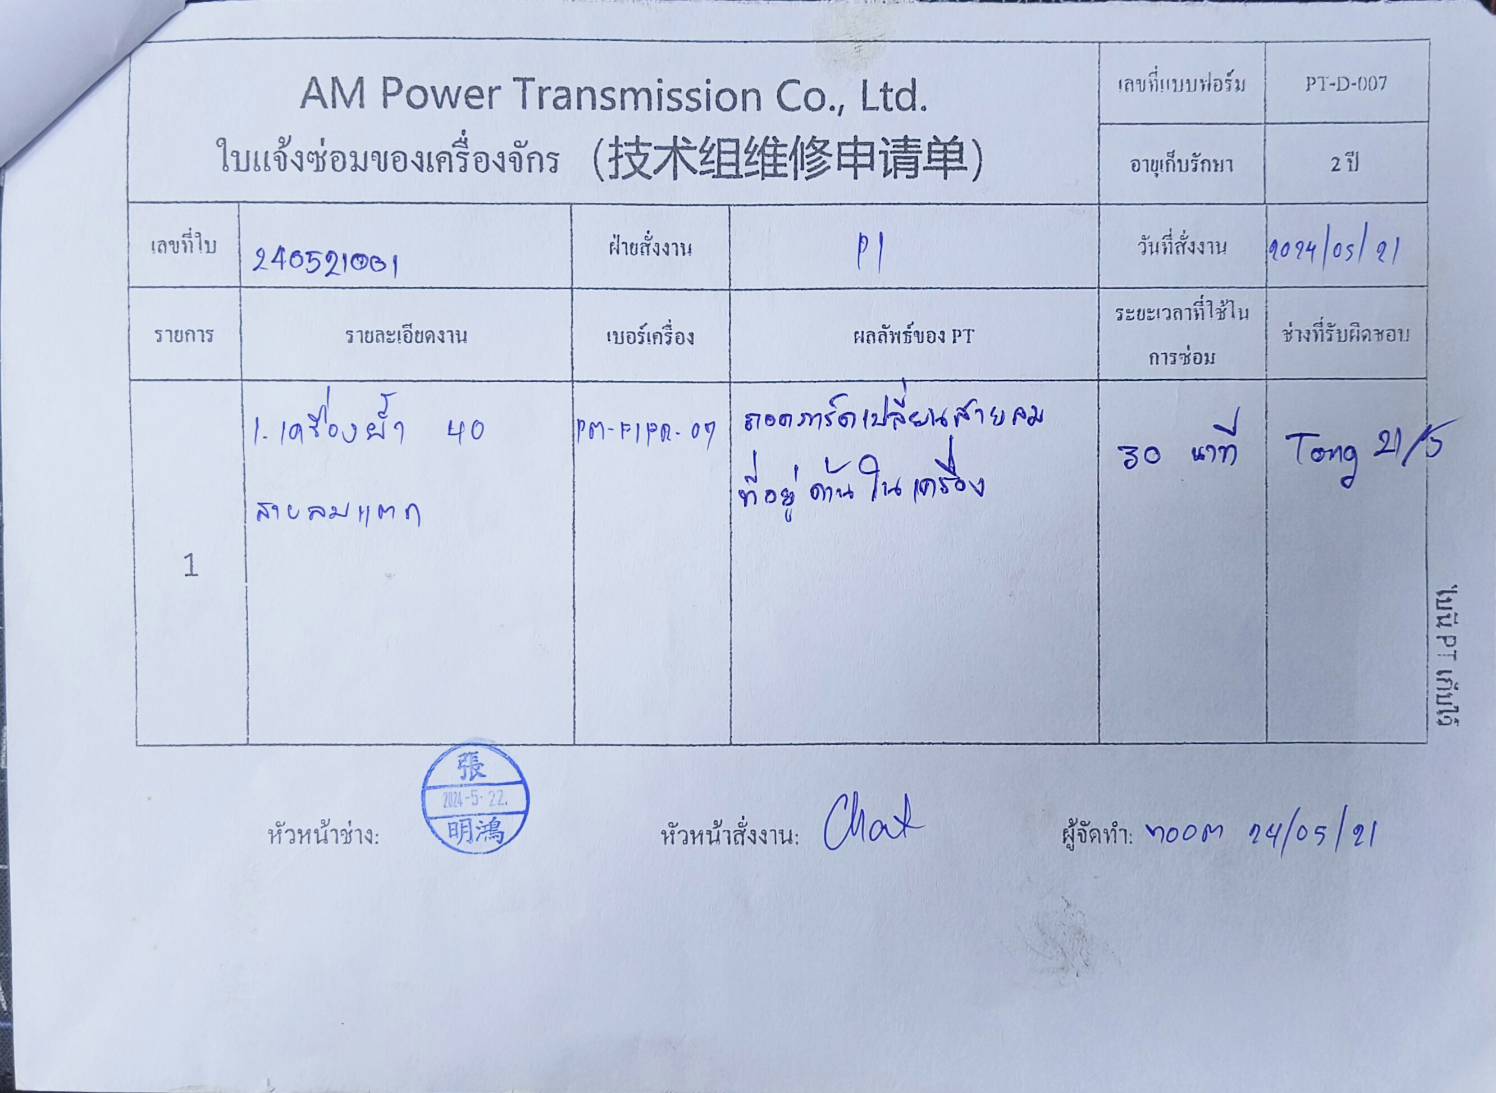 AM Power Transmission Co., Ltd.
ใบแจ้งซ่อมของเครื่องจักร (技术组维修申请单)
เลขที่แบบฟอร์ม PT-D-007
อายุเก็บรักษา 2 ปี
เลขที่ใบ 240521001 ฝ่ายสั่งงาน P1 วันที่สั่งงาน 2024/05/21
รายการ รายละเอียดงาน เบอร์เครื่อง ผลลัพธ์ของ PT ระยะเวลาที่ใช้ใน ช่างที่รับผิดชอบ
การซ่อม
1. เครื่องย้ำ 40
สายลมแตก
ถอดการ์ดเปลี่ยนสายลม
ที่อยู่ด้านในเครื่อง
30 นาที
Tong 21/5
1
ใบนี้ PT เก็บไว้
หัวหน้าช่าง: 張 2024-5-22. 明鴻
หัวหน้าสั่งงาน: Chat
ผู้จัดทำ: 24/05/21